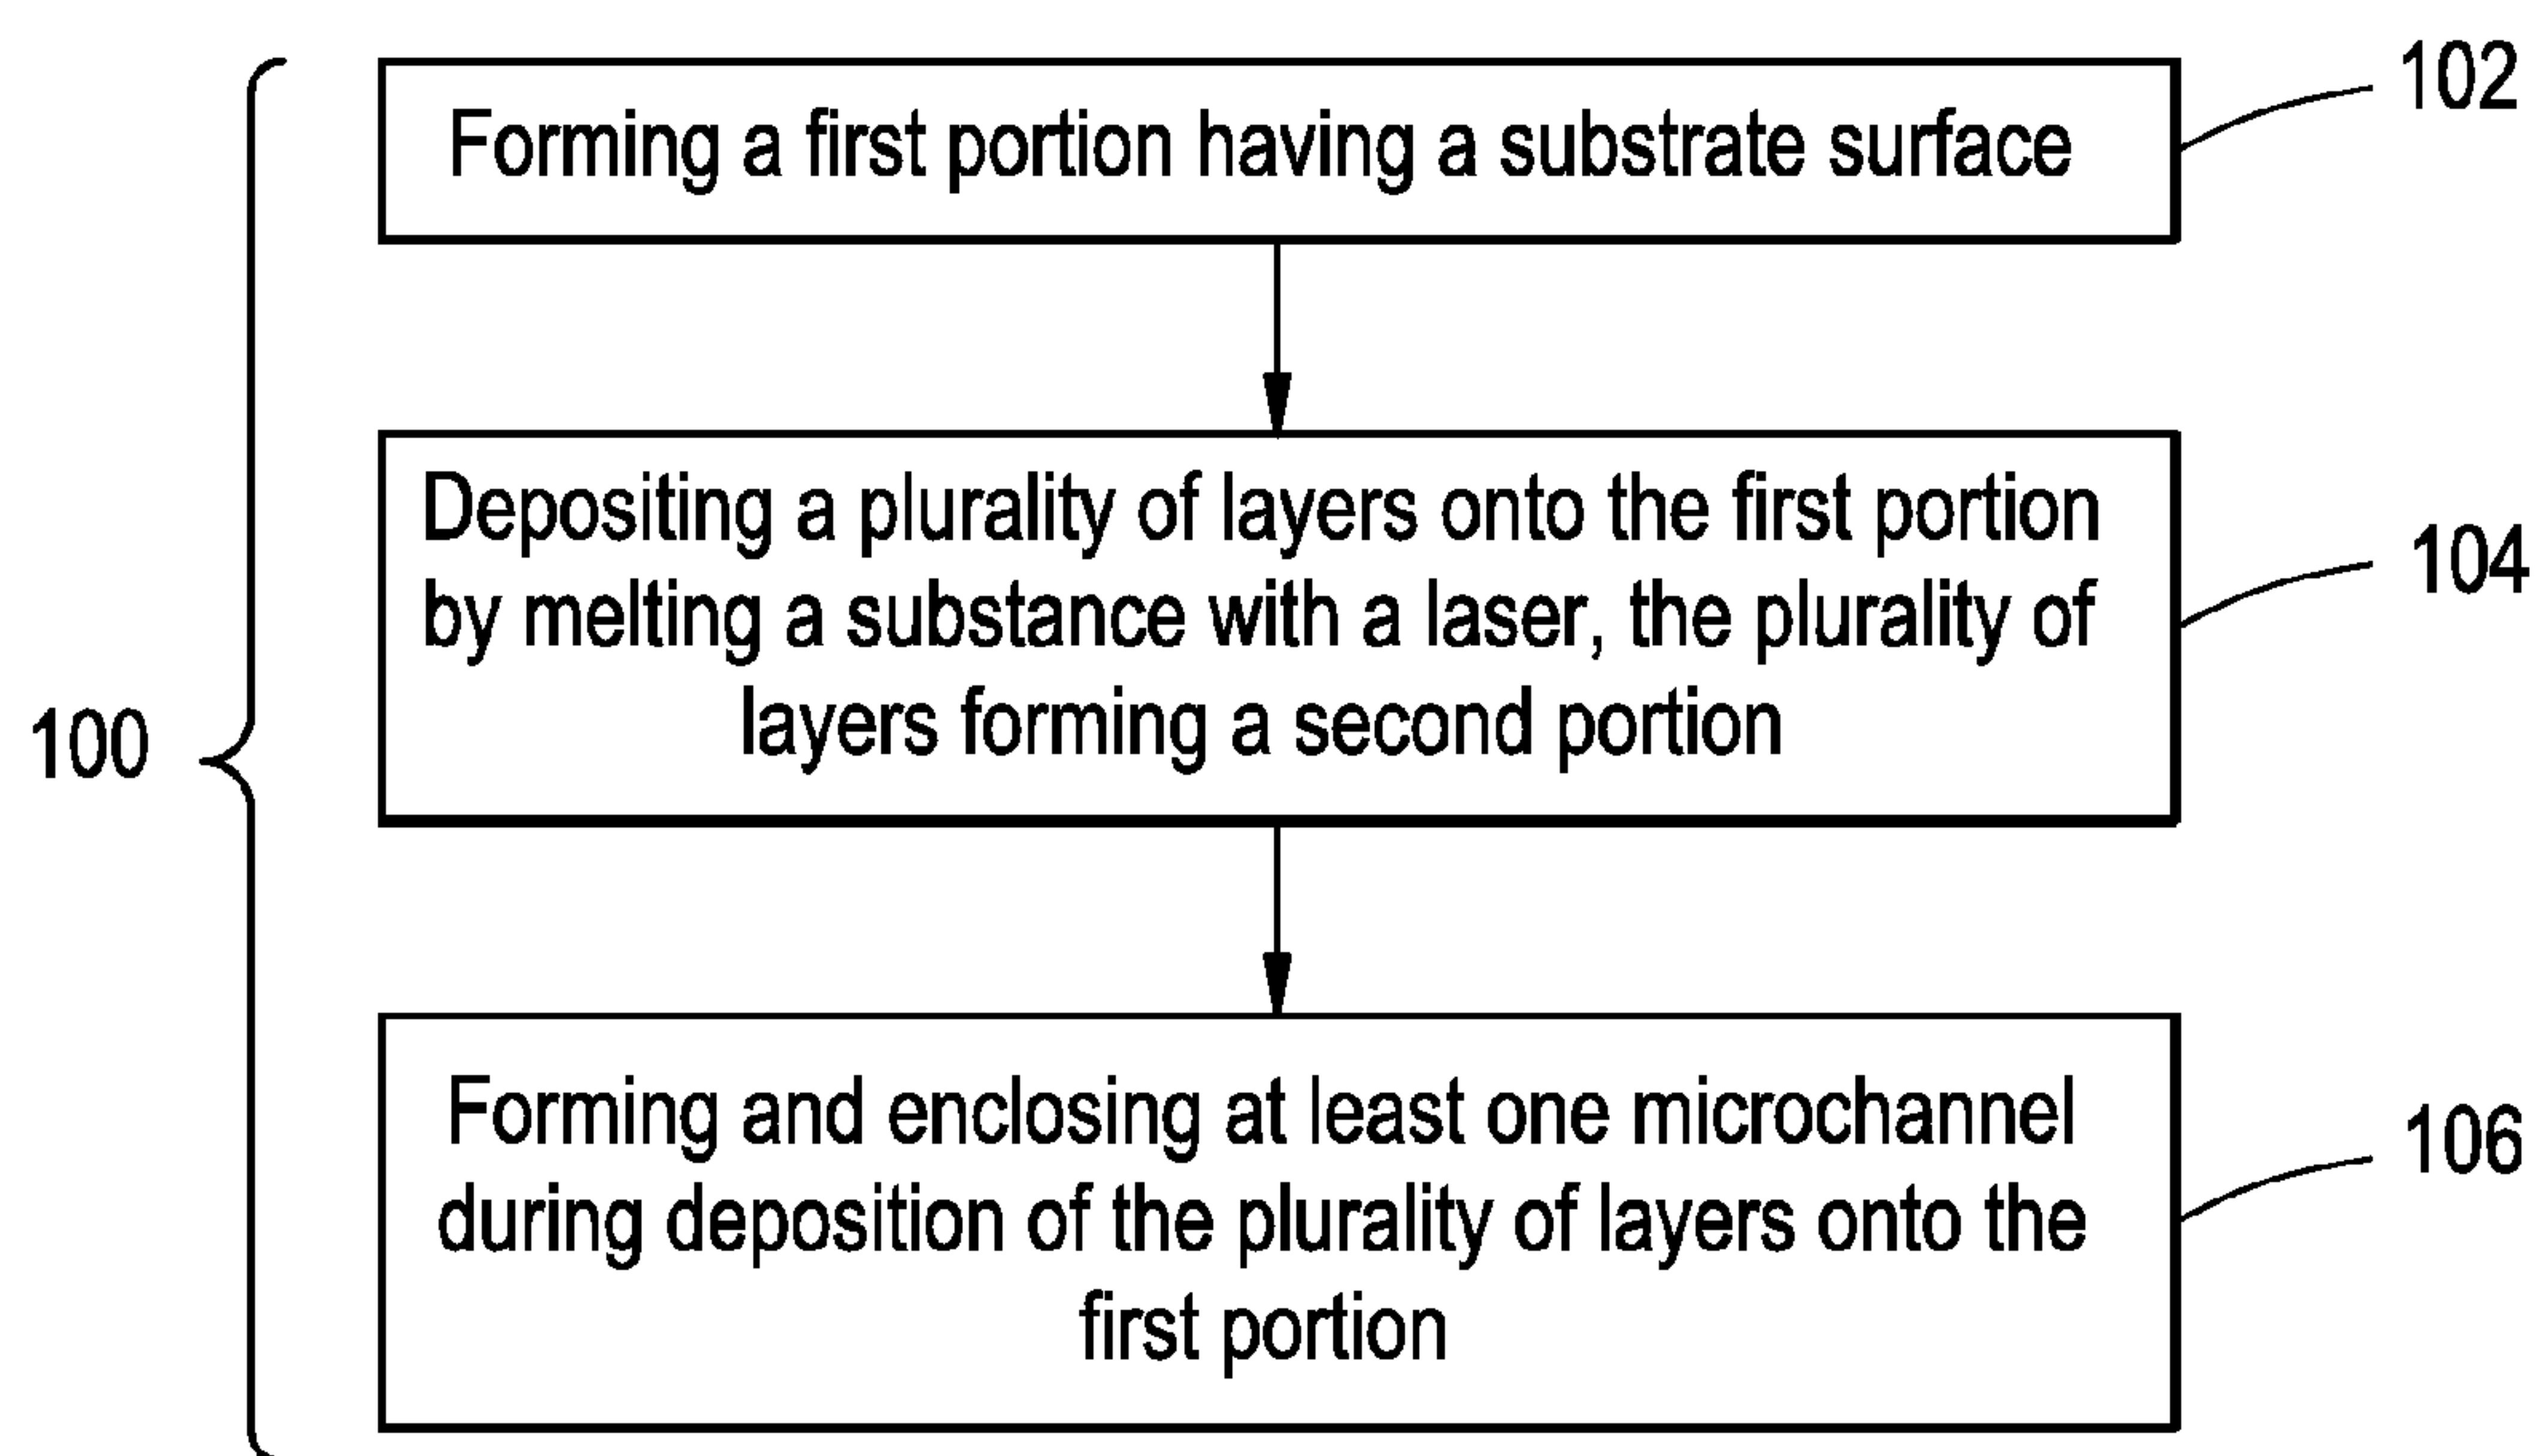 Forming a first portion having a substrate surface
102
Depositing a plurality of layers onto the first portion
by melting a substance with a laser, the plurality of
layers forming a second portion
104
100
Forming and enclosing at least one microchannel
during deposition of the plurality of layers onto the
first portion
106